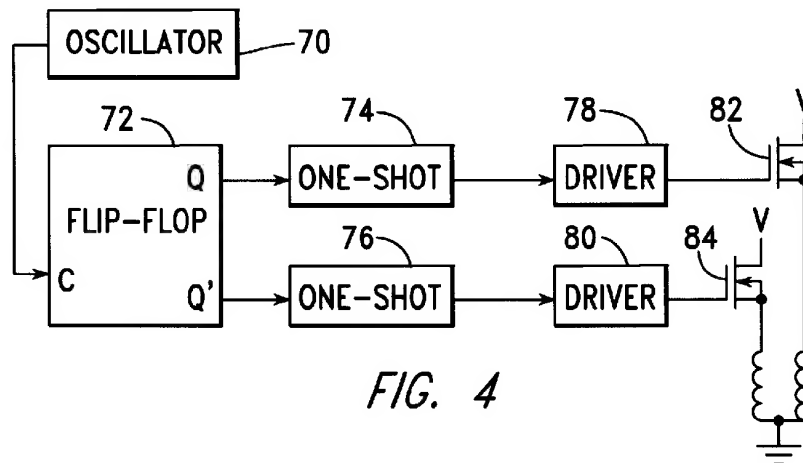 OSCILLATOR
70
72
74
78
82
V
Q
ONE-SHOT
DRIVER
FLIP-FLOP
76
80
84
V
C
Q'
ONE-SHOT
DRIVER
FIG. 4